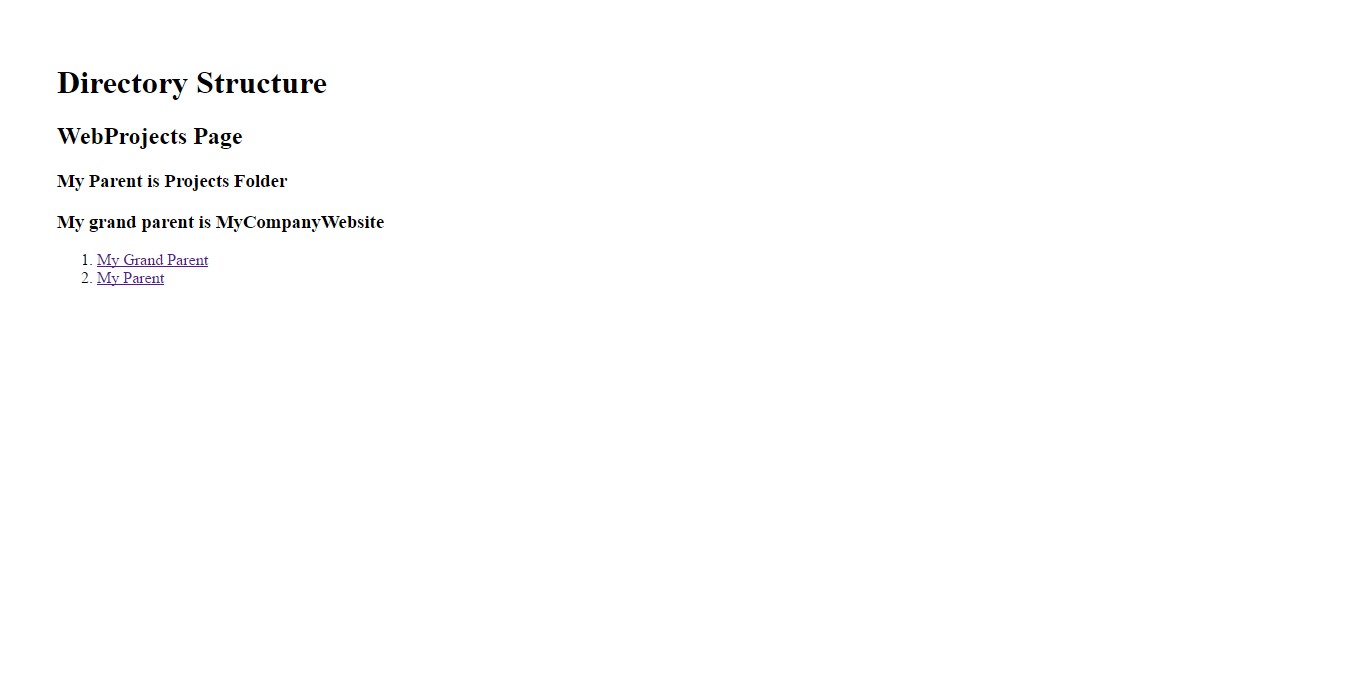 Directory Structure
WebProjects Page
My Parent is Projects Folder
My grand parent is MyCompanyWebsite
1. My Grand Parent
2. My Parent